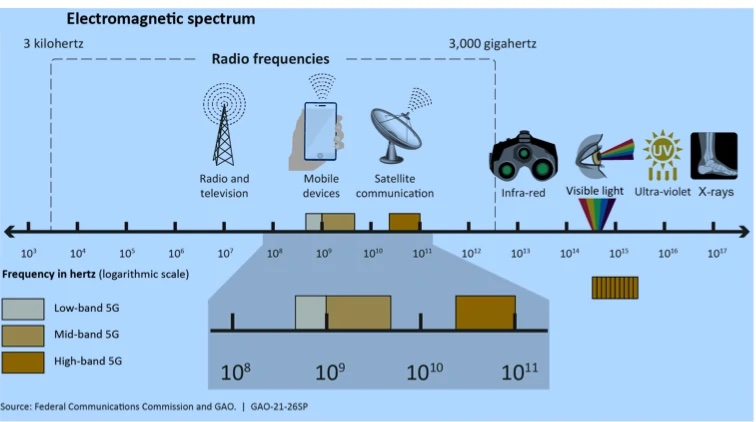 Electromagnetic spectrum
3 kilohertz
3,000 gigahertz
Radio frequencies
Radio and
television
Mobile
devices
Satellite
communication
Infra-red
UV
Visible light
Ultra-violet
X-rays
10³ 10⁴ 10⁵ 10⁶ 10⁷ 10⁸ 10⁹ 10¹⁰ 10¹¹ 10¹² 10¹³ 10¹⁴ 10¹⁵ 10¹⁶ 10¹⁷
Frequency in hertz (logarithmic scale)
Low-band 5G
Mid-band 5G
High-band 5G
10⁸ 10⁹ 10¹⁰ 10¹¹
Source: Federal Communications Commission and GAO. | GAO-21-26SP